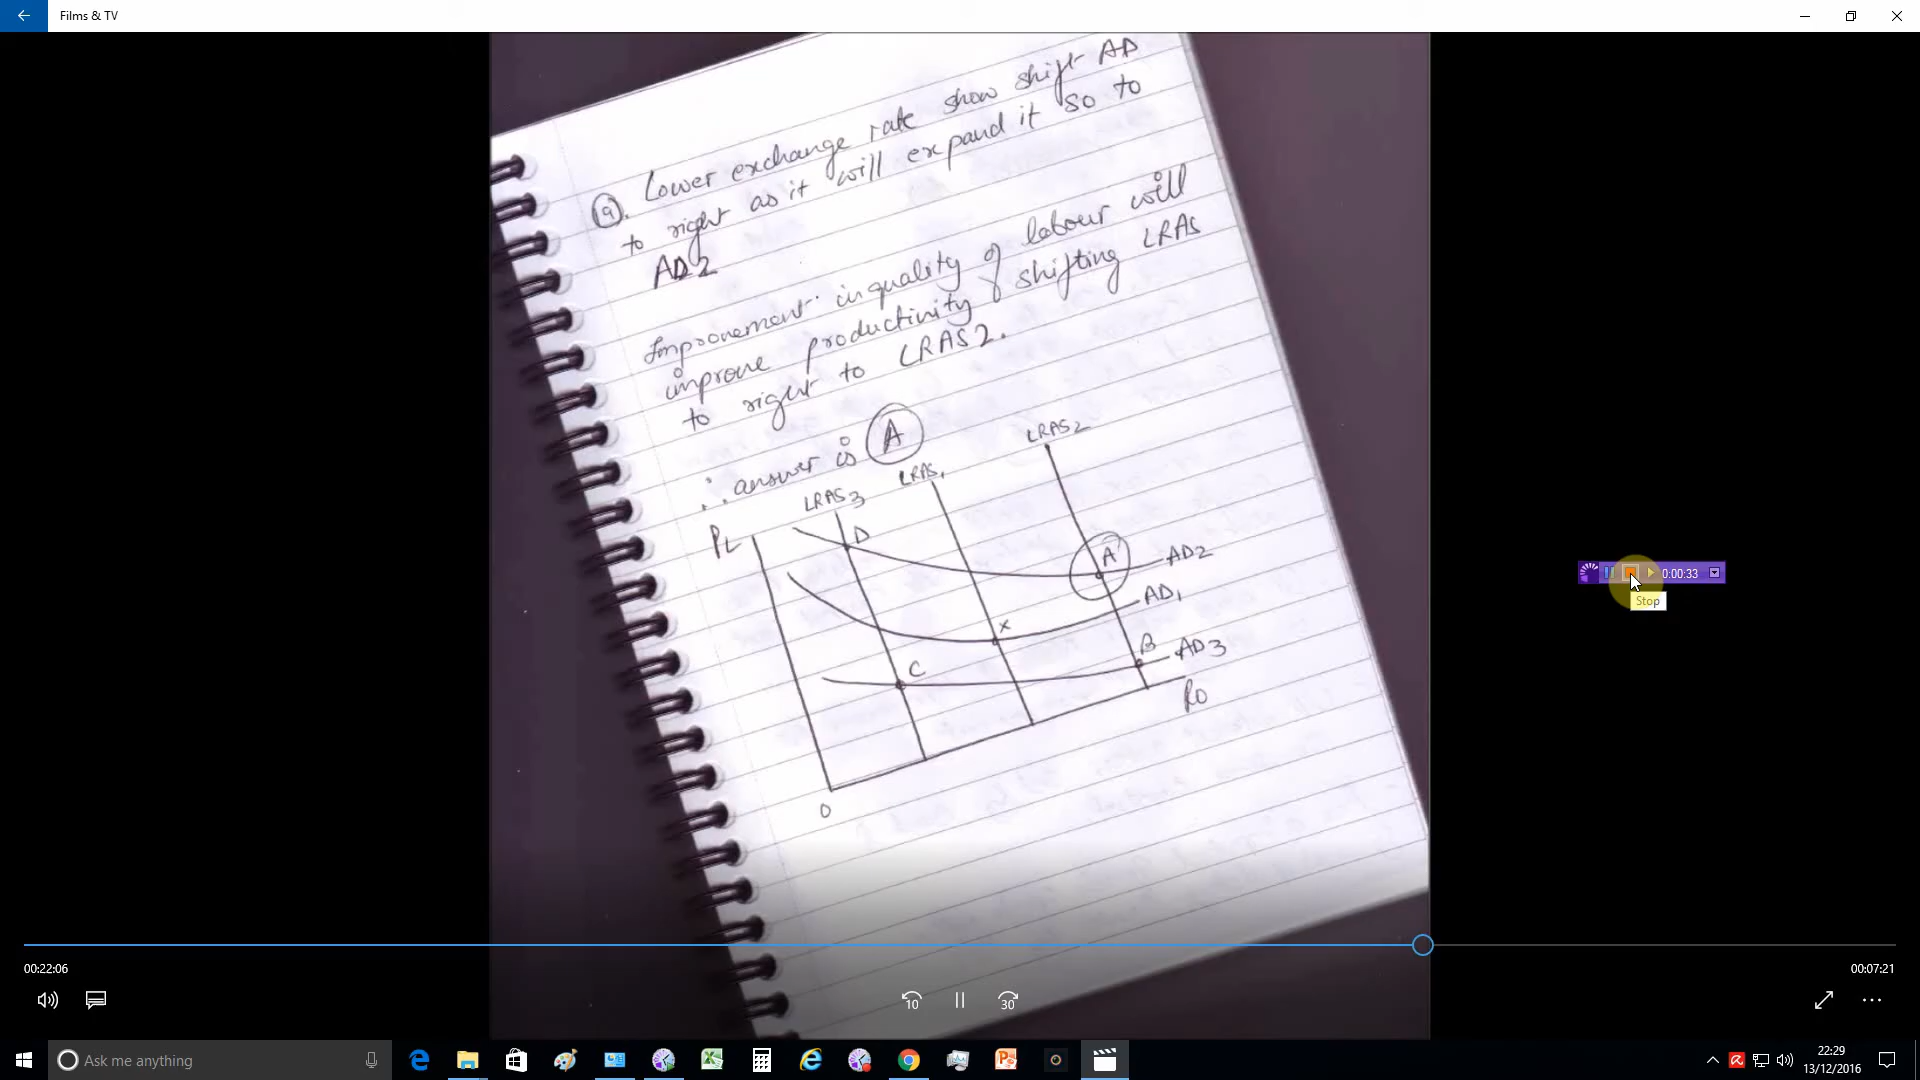 Films & TV
19. Lower exchange rate show shift AD
to right as it will expand it so to
AD2
Improvement in quality of labour will
improve productivity & shifting LRAS
to right to LRAS2.
∴ answer is A
LRAS2
LRAS3 LRAS1
PL
D
A
AD2
AD1
X
B
AD3
C
RO
O
0:00:33
Stop
00:22:06
00:07:21
10
30
Ask me anything
22:29
13/12/2016